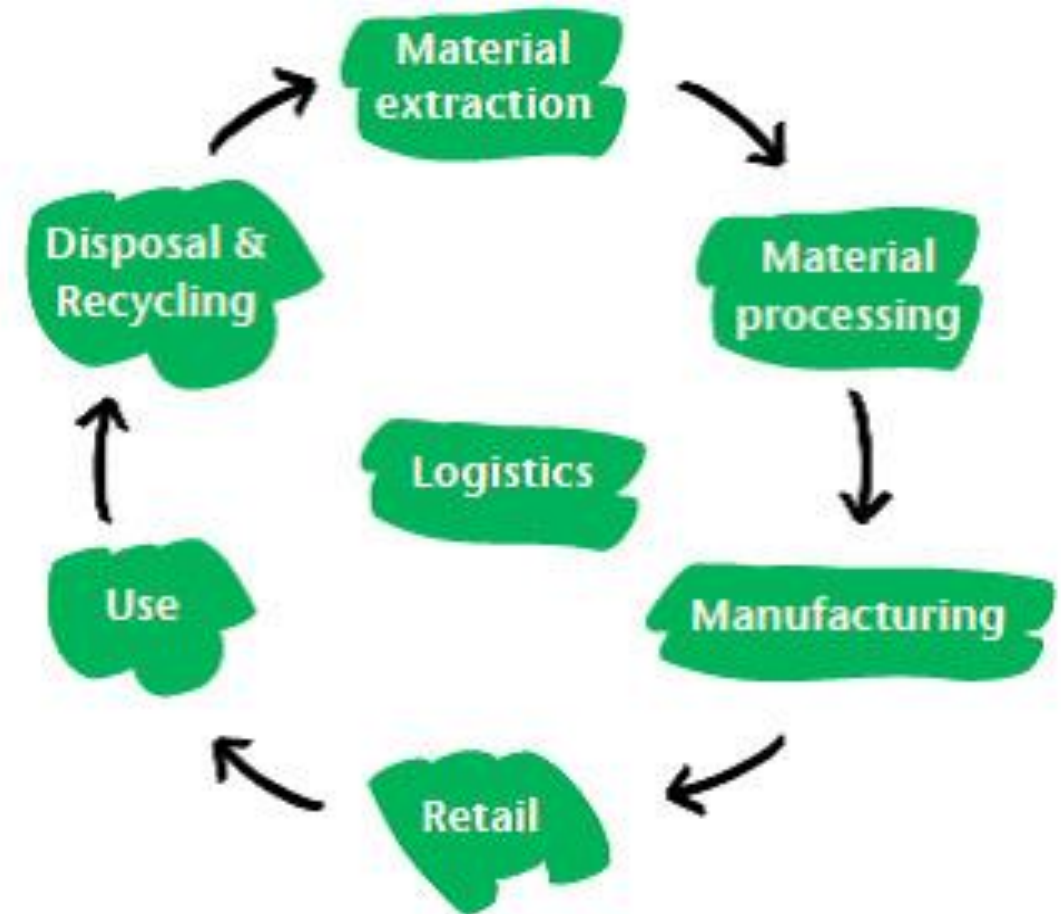 Material
extraction
Material
processing
Manufacturing
Retail
Use
Disposal &
Recycling
Logistics